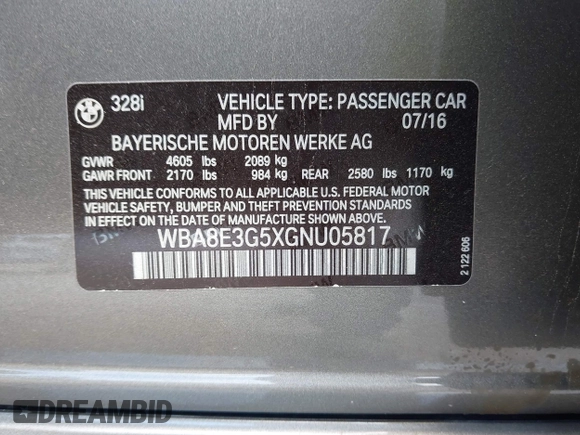 328i VEHICLE TYPE: PASSENGER CAR
MFD BY 07/16
BAYERISCHE MOTOREN WERKE AG
GVWR 4605 lbs 2089 kg
GAWR FRONT 2170 lbs 984 kg REAR 2580 lbs 1170 kg
THIS VEHICLE CONFORMS TO ALL APPLICABLE U.S. FEDERAL MOTOR
VEHICLE SAFETY, BUMPER AND THEFT PREVENTION STANDARDS
IN EFFECT ON THE DATE OF MANUFACTURE SHOWN ABOVE.
WBA8E3G5XGNU05817
2 122 606
DREAMBID